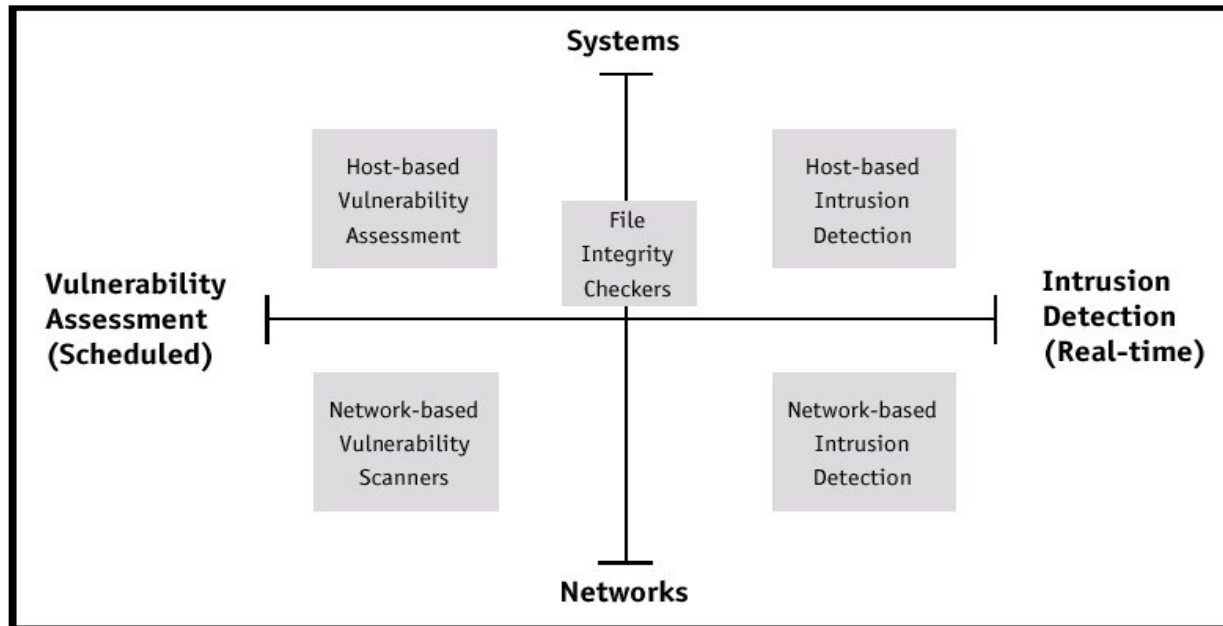 Systems
Host-based
Vulnerability
Assessment
Host-based
Intrusion
Detection
File
Integrity
Checkers
Vulnerability
Assessment
(Scheduled)
Intrusion
Detection
(Real-time)
Network-based
Vulnerability
Scanners
Network-based
Intrusion
Detection
Networks